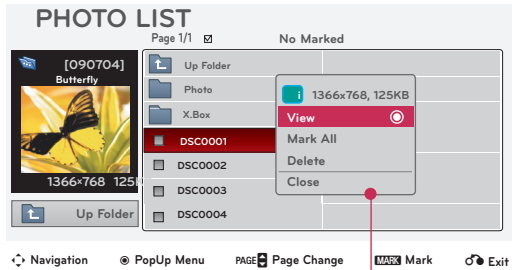 PHOTO LIST
Page 1/1 No Marked
[090704]
Butterfly
1366×768 125
Up Folder
Up Folder
Photo
X.Box
DSC0001
DSC0002
DSC0003
DSC0004
1366x768, 125KB
View
Mark All
Delete
Close
Navigation PopUp Menu PAGE Page Change MARK Mark Exit